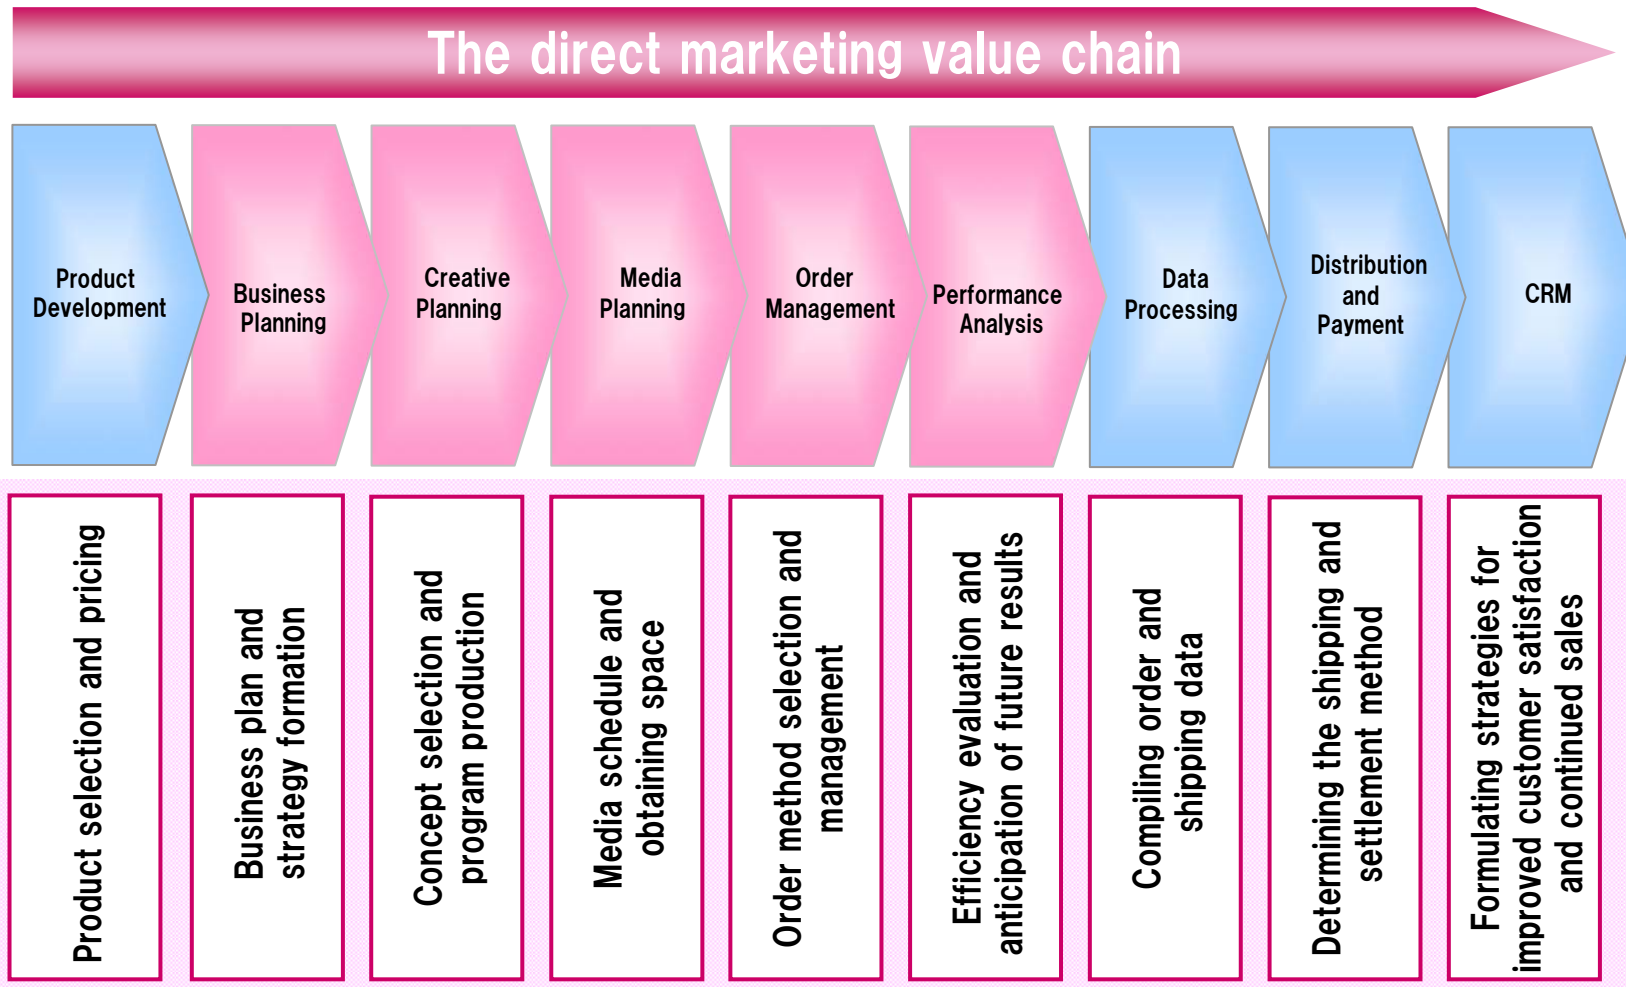 The direct marketing value chain
Product
Development
Business
Planning
Creative
Planning
Media
Planning
Order
Management
Performance
Analysis
Data
Processing
Distribution
and
Payment
CRM
Product selection and pricing
Business plan and
strategy formation
Concept selection and
program production
Media schedule and
obtaining space
Order method selection and
management
Efficiency evaluation and
anticipation of future results
Compiling order and
shipping data
Determining the shipping and
settlement method
Formulating strategies for
improved customer satisfaction
and continued sales